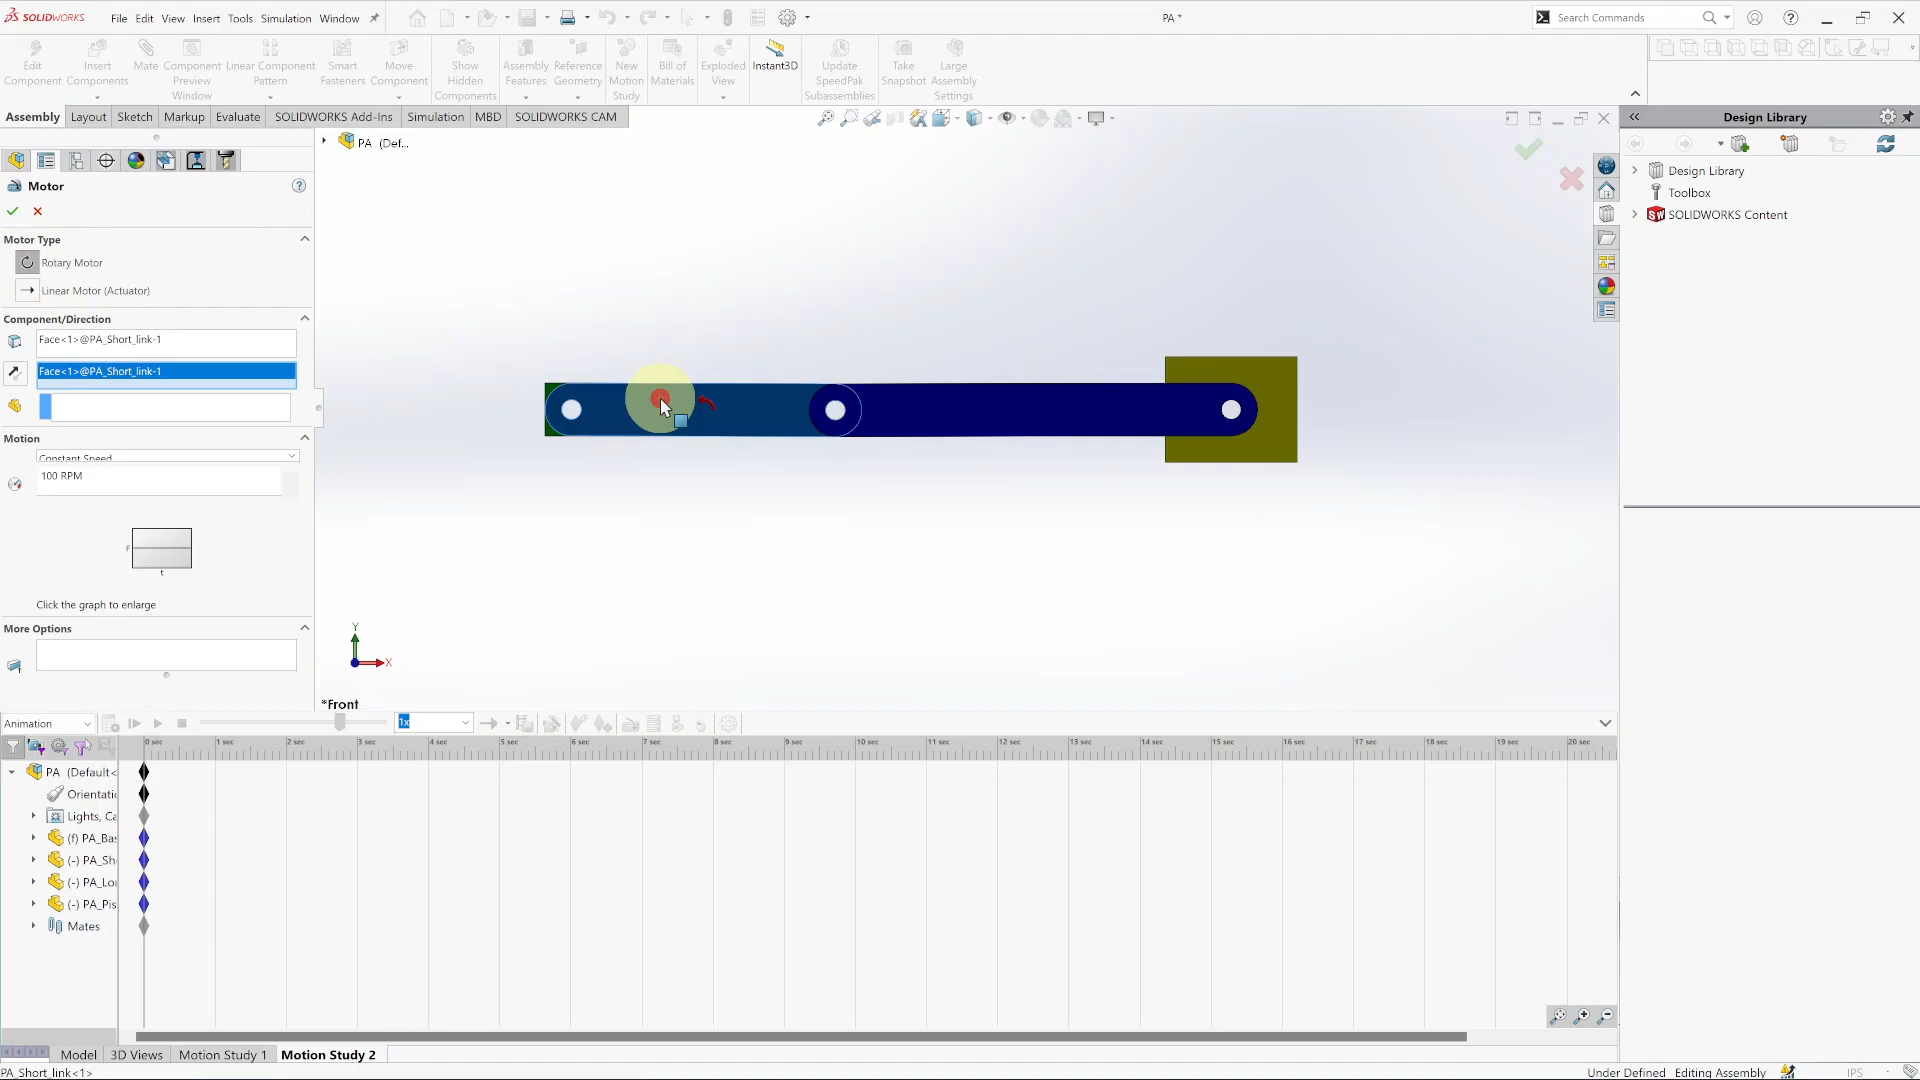 SOLIDWORKS File Edit View Insert Tools Simulation Window PA * Search Commands
Edit Component Insert Components Mate Component Preview Window Linear Component Pattern Smart Fasteners Move Component Show Hidden Components Assembly Features Reference Geometry New Motion Study Bill of Materials Exploded View Instant3D Update SpeedPak Subassemblies Take Snapshot Large Assembly Settings
Assembly Layout Sketch Markup Evaluate SOLIDWORKS Add-Ins Simulation MBD SOLIDWORKS CAM
Design Library
PA (Def...
Design Library
Toolbox
SOLIDWORKS Content
Motor
Motor Type
Rotary Motor
Linear Motor (Actuator)
Component/Direction
Face<1>@PA_Short_link-1
Face<1>@PA_Short_link-1
Motion
Constant Speed
100 RPM
F
t
Click the graph to enlarge
More Options
Y
X
*Front
Animation 1x
0 sec 1 sec 2 sec 3 sec 4 sec 5 sec 6 sec 7 sec 8 sec 9 sec 10 sec 11 sec 12 sec 13 sec 14 sec 15 sec 16 sec 17 sec 18 sec 19 sec 20 sec
PA (Default<
Orientati
Lights, Ca
(f) PA_Bas
(-) PA_Sh
(-) PA_Lo
(-) PA_Pis
Mates
Model 3D Views Motion Study 1 Motion Study 2
PA_Short_link<1> Under Defined Editing Assembly IPS